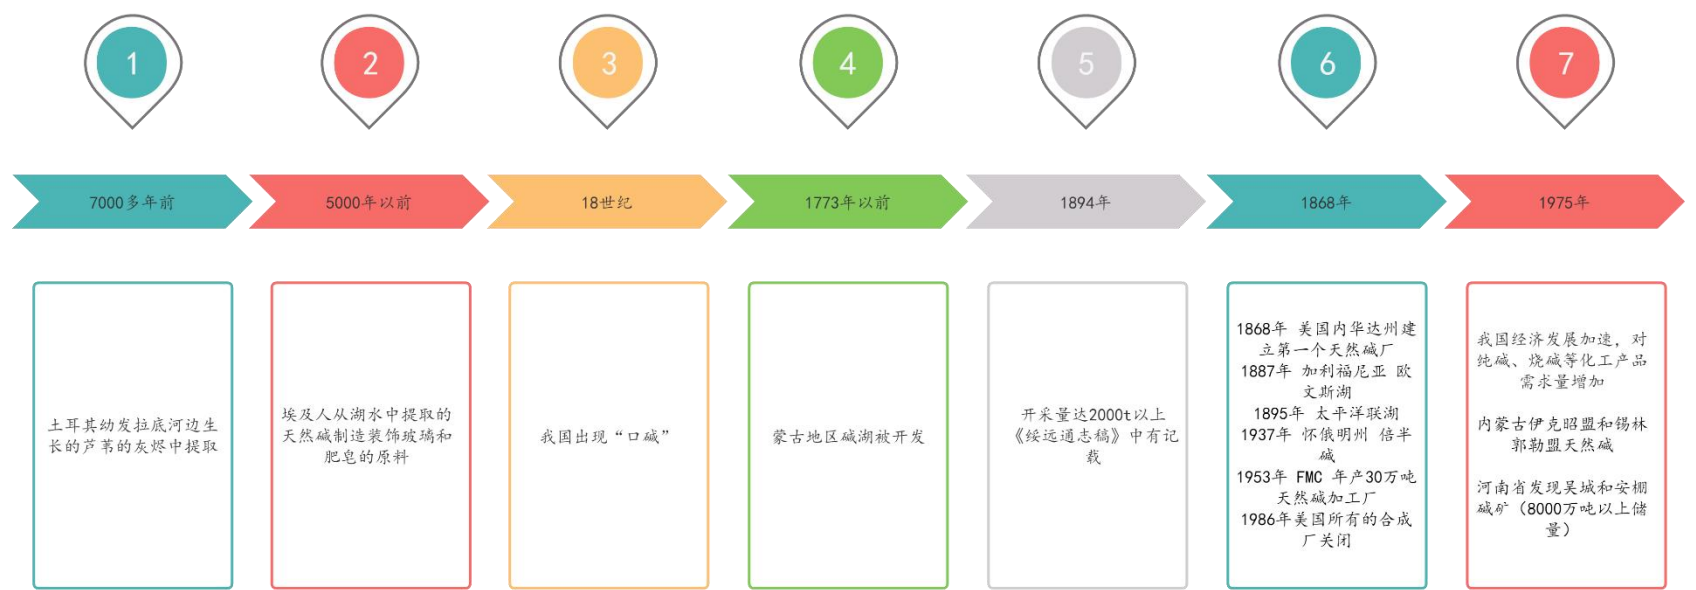 1
2
3
4
5
6
7
7000多年前
5000年以前
18世纪
1773年以前
1894年
1868年
1975年
土耳其幼发拉底河边生
长的芦苇的灰烬中提取
埃及人从湖水中提取的
天然碱制造装饰玻璃和
肥皂的原料
我国出现“口碱”
蒙古地区碱湖被开发
开采量达2000t以上
《绥远通志稿》中有记
载
1868年 美国内华达州建
立第一个天然碱厂
1887年 加利福尼亚 欧
文斯湖
1895年 太平洋联湖
1937年 怀俄明州 倍半
碱
1953年 FMC 年产30万吨
天然碱加工厂
1986年美国所有的合成
厂关闭
我国经济发展加速，对
纯碱、烧碱等化工产品
需求量增加
内蒙古伊克昭盟和锡林
郭勒盟天然碱
河南省发现吴城和安棚
碱矿（8000万吨以上储
量）